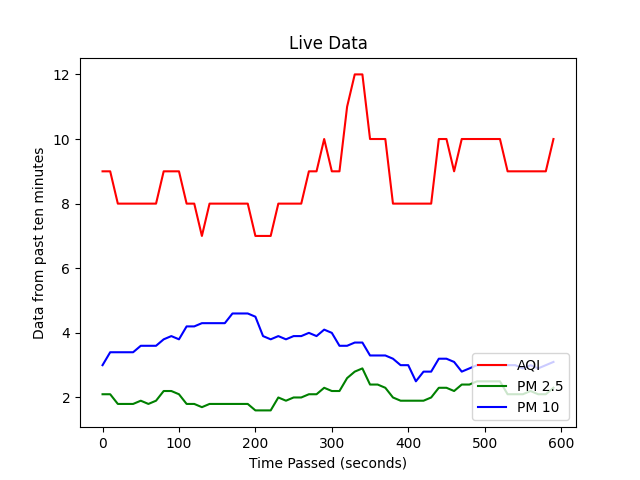 Live Data
12
10
8
6
4
2
Data from past ten minutes
0 100 200 300 400 500 600
Time Passed (seconds)
AQI
PM 2.5
PM 10